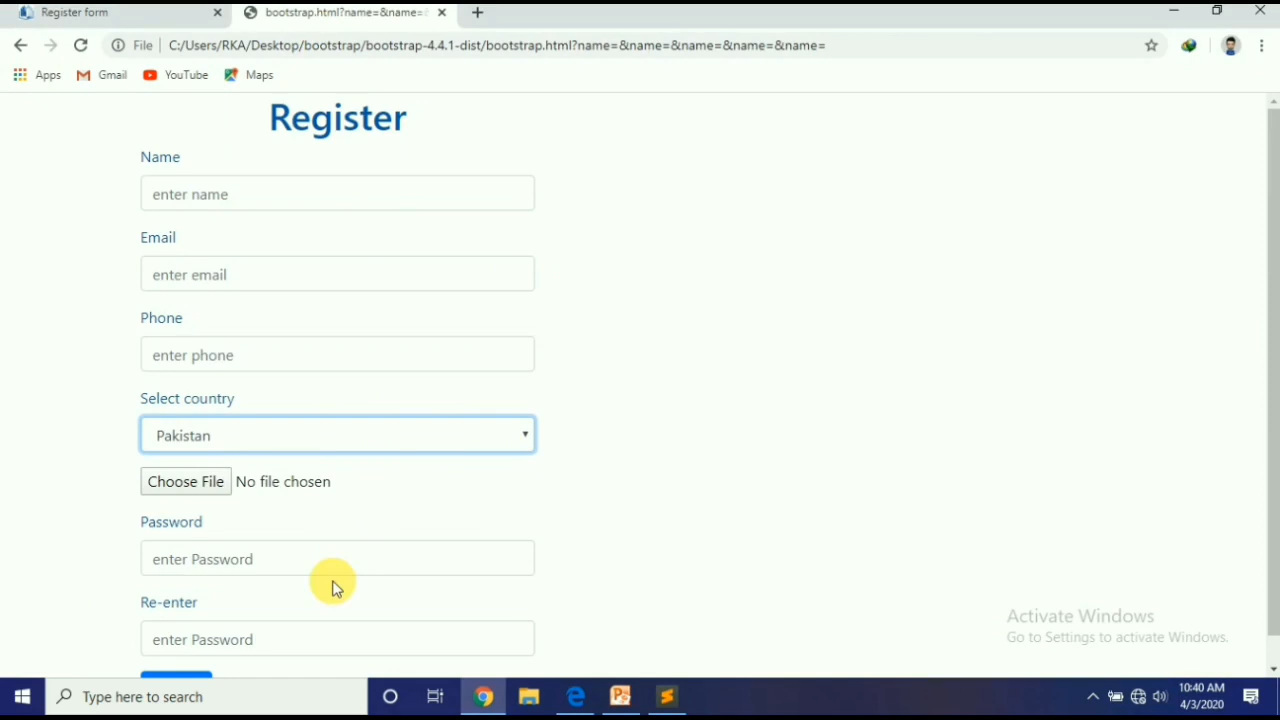 Register form
bootstrap.html?name=&name=
File
C:/Users/RKA/Desktop/bootstrap/bootstrap-4.4.1-dist/bootstrap.html?name=&name=&name=&name=&name=
Apps
Gmail
YouTube
Maps
Register
Name
enter name
Email
enter email
Phone
enter phone
Select country
Pakistan
Choose File No file chosen
Password
enter Password
Re-enter
enter Password
Activate Windows
Go to Settings to activate Windows.
Type here to search
10:40 AM
4/3/2020